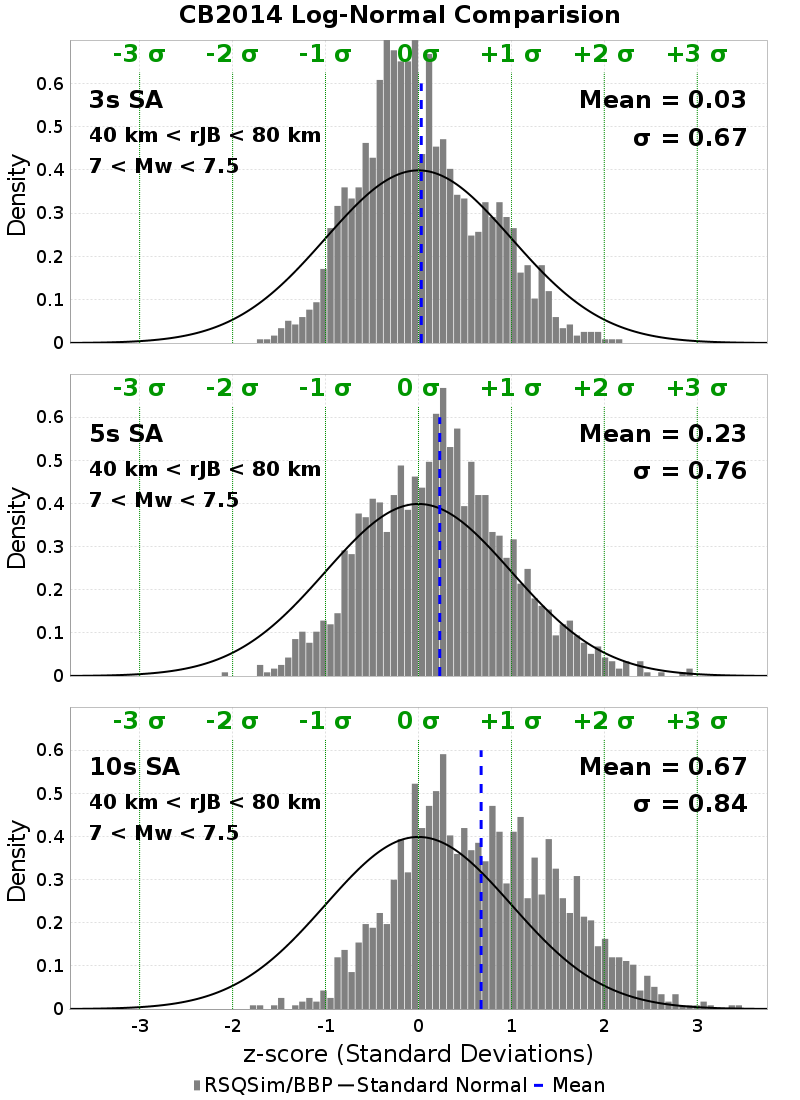 CB2014 Log-Normal Comparision
-3 σ -2 σ -1 σ 0 σ +1 σ +2 σ +3 σ
0.6
3s SA Mean = 0.03
0.5
40 km < rJB < 80 km σ = 0.67
7 < Mw < 7.5
0.4
Density
0.3
0.2
0.1
0
-3 σ -2 σ -1 σ 0 σ +1 σ +2 σ +3 σ
0.6
5s SA Mean = 0.23
0.5
40 km < rJB < 80 km σ = 0.76
7 < Mw < 7.5
0.4
Density
0.3
0.2
0.1
0
-3 σ -2 σ -1 σ 0 σ +1 σ +2 σ +3 σ
0.6
10s SA Mean = 0.67
0.5
40 km < rJB < 80 km σ = 0.84
7 < Mw < 7.5
0.4
Density
0.3
0.2
0.1
0
-3 -2 -1 0 1 2 3
z-score (Standard Deviations)
RSQSim/BBP Standard Normal Mean